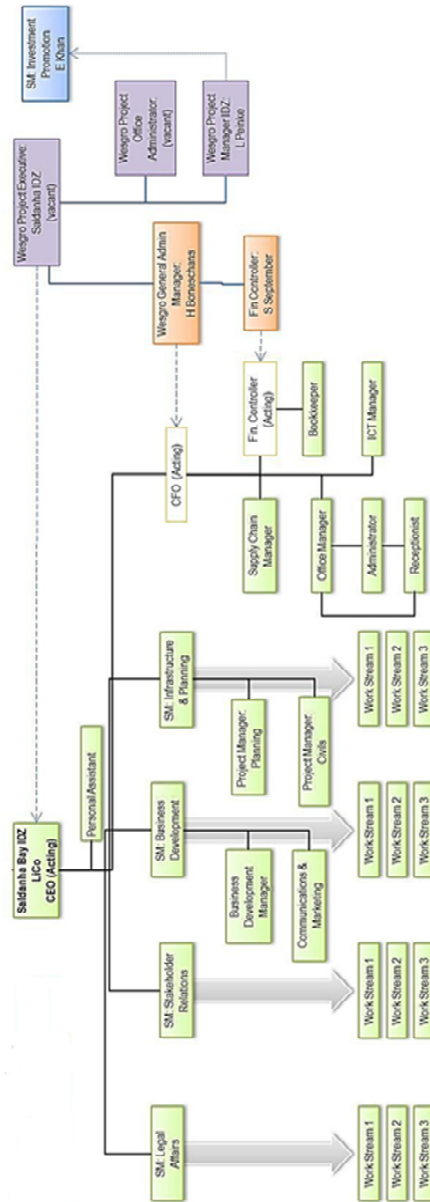 Saldanha Bay IDZ
LiCo
CEO (Acting)
Personal Assistant
Wesgro Project Executive:
Saldanha IDZ
(vacant)
SM: Investment
Promotion
E Khan
Wesgro Project
Office
Administrator:
(vacant)
Wesgro Project
Manager IDZ:
L Peinke
Wesgro General Admin
Manager:
H Boneschans
Fin Controller:
S September
CFO (Acting)
Fin. Controller
(Acting)
Bookkeeper
Supply Chain
Manager
Office Manager
Administrator
Receptionist
ICT Manager
SM: Legal
Affairs
SM: Stakeholder
Relations
SM: Business
Development
SM: Infrastructure
& Planning
Business
Development
Manager
Communications &
Marketing
Project Manager:
Planning
Project Manager:
Civils
Work Stream 1
Work Stream 2
Work Stream 3
Work Stream 1
Work Stream 2
Work Stream 3
Work Stream 1
Work Stream 2
Work Stream 3
Work Stream 1
Work Stream 2
Work Stream 3